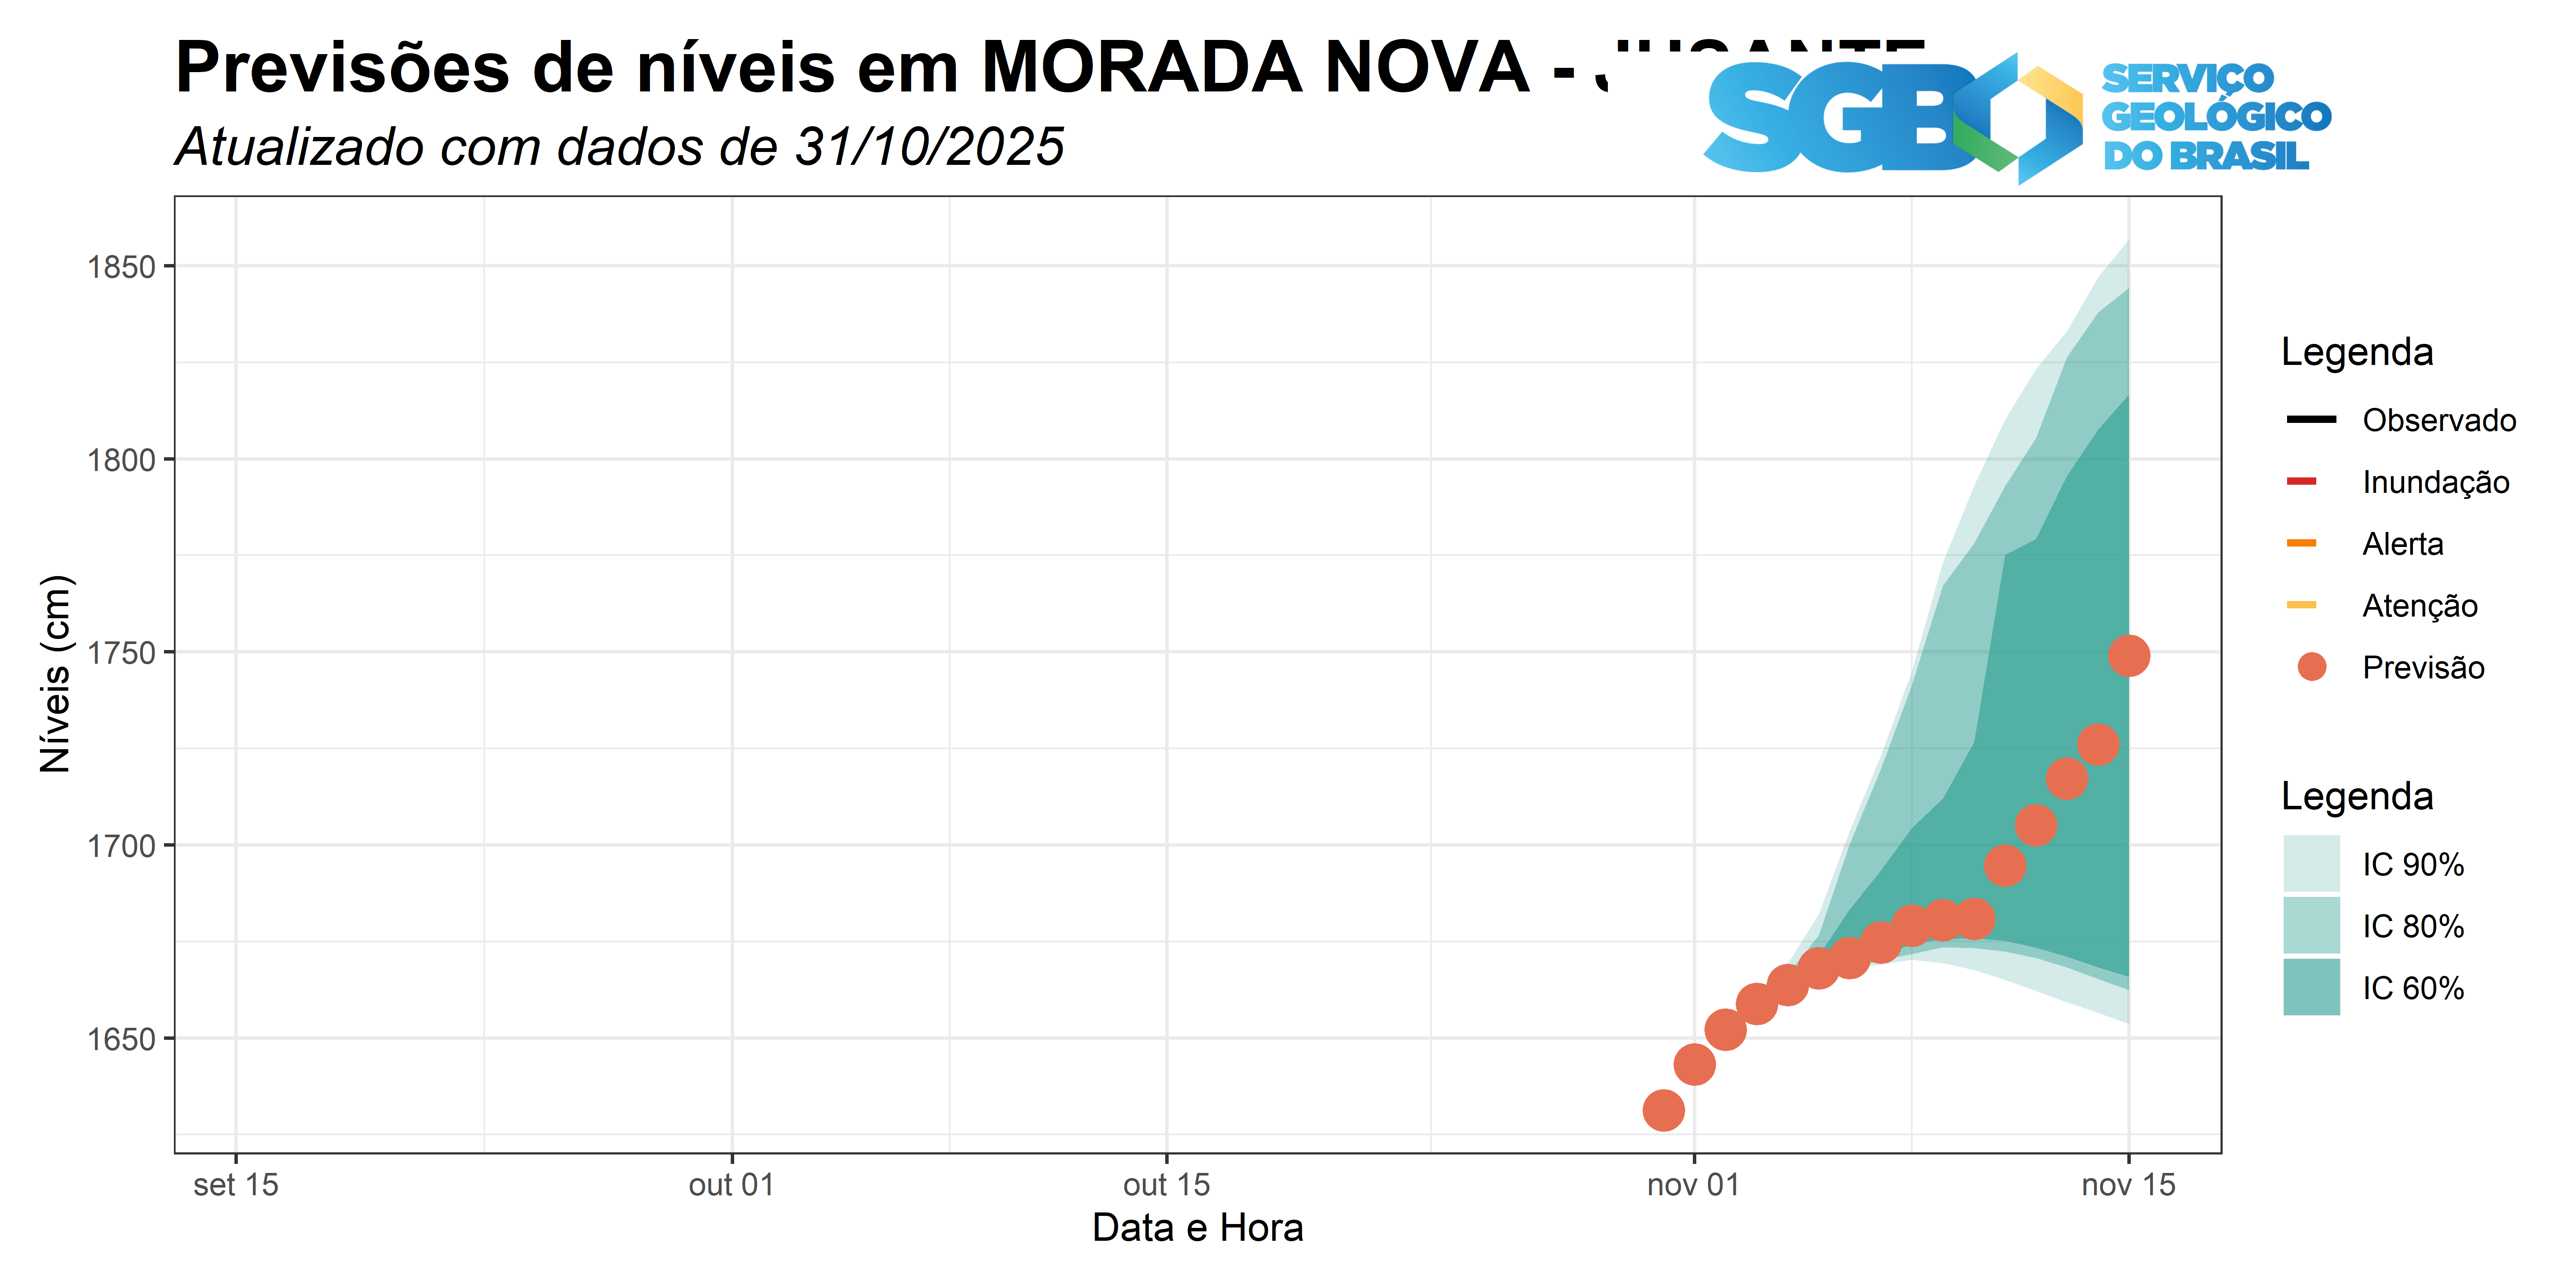 Previsões de níveis em MORADA NOVA -
Atualizado com dados de 31/10/2025
SGB
SERVIÇO
GEOLÓGICO
DO BRASIL
1850
1800
1750
1700
1650
Níveis (cm)
set 15
out 01
out 15
nov 01
nov 15
Data e Hora
Legenda
Observado
Inundação
Alerta
Atenção
Previsão
Legenda
IC 90%
IC 80%
IC 60%